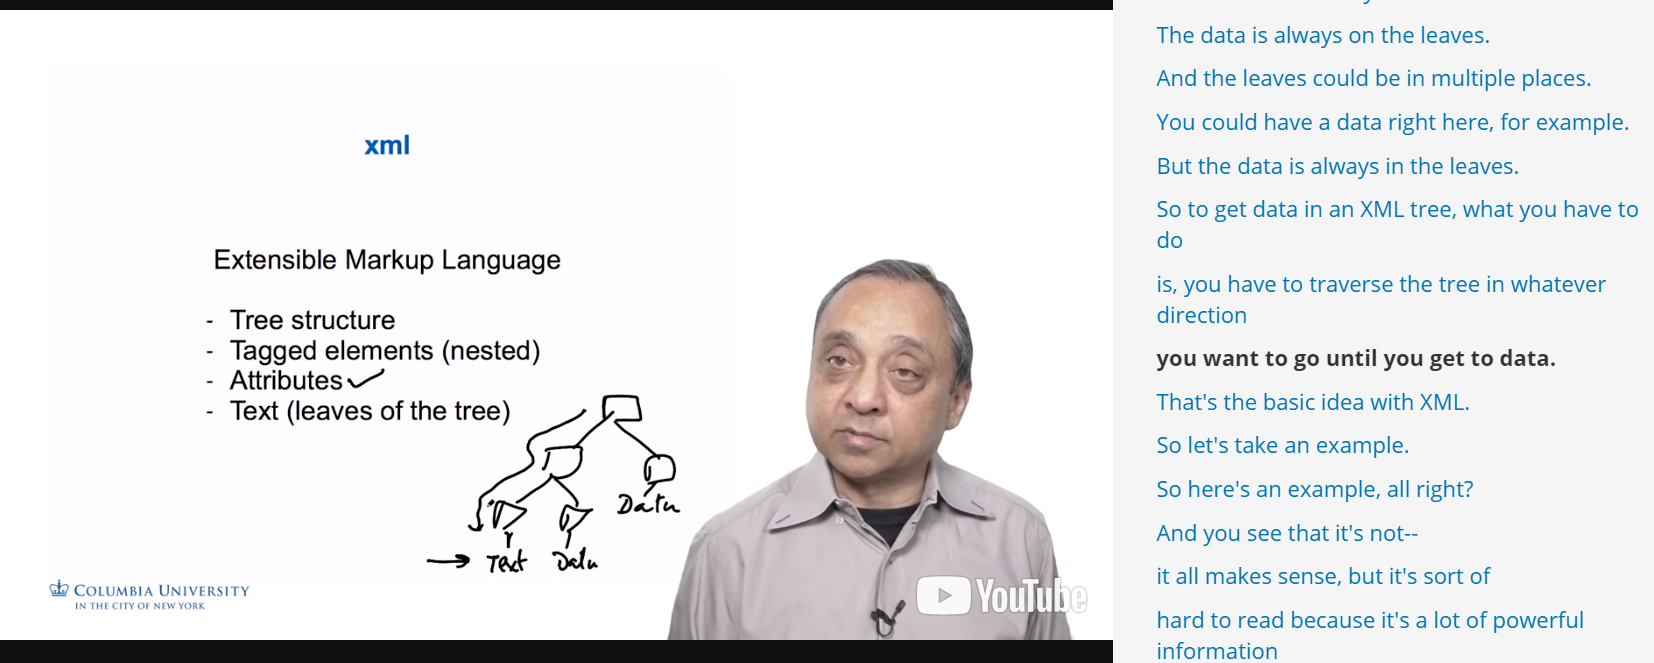 xml
Extensible Markup Language
- Tree structure
- Tagged elements (nested)
- Attributes
- Text (leaves of the tree)
Data
Text Data
COLUMBIA UNIVERSITY
IN THE CITY OF NEW YORK
YouTube
The data is always on the leaves.
And the leaves could be in multiple places.
You could have a data right here, for example.
But the data is always in the leaves.
So to get data in an XML tree, what you have to
do
is, you have to traverse the tree in whatever
direction
you want to go until you get to data.
That's the basic idea with XML.
So let's take an example.
So here's an example, all right?
And you see that it's not--
it all makes sense, but it's sort of
hard to read because it's a lot of powerful
information